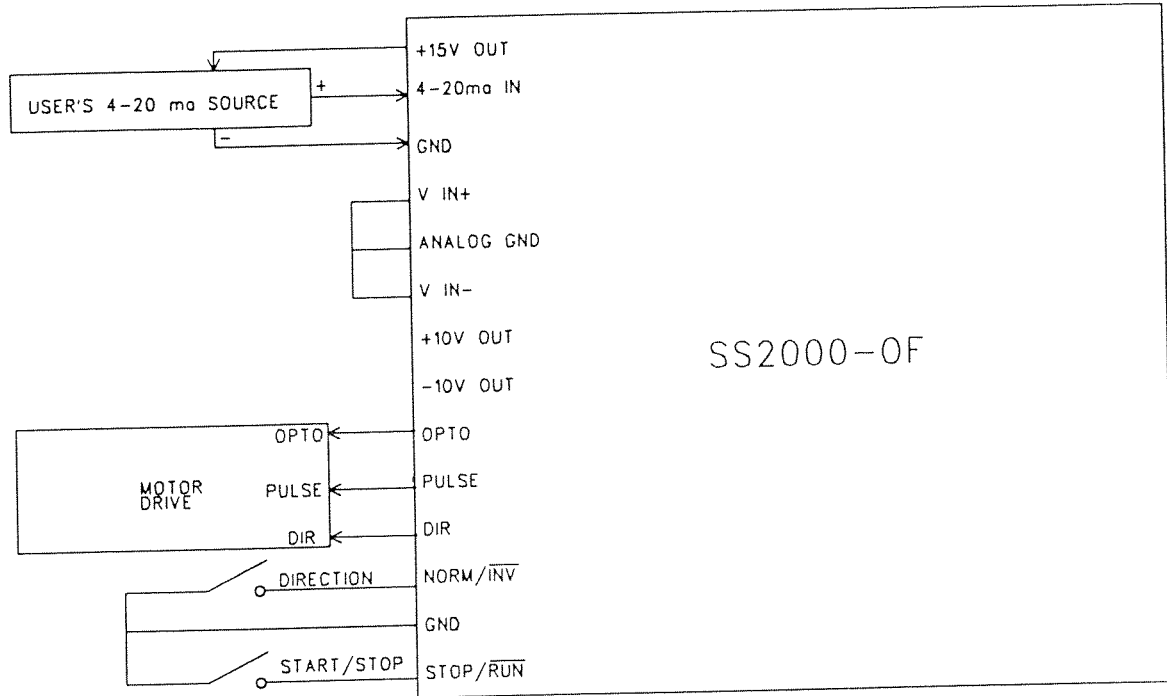 +15V OUT
USER'S 4-20 ma SOURCE
+
4-20ma IN
-
GND
V IN+
ANALOG GND
V IN-
+10V OUT
SS2000-OF
-10V OUT
OPTO
OPTO
MOTOR
DRIVE
PULSE
PULSE
DIR
DIR
DIRECTION
NORM/INV
GND
START/STOP
STOP/RUN